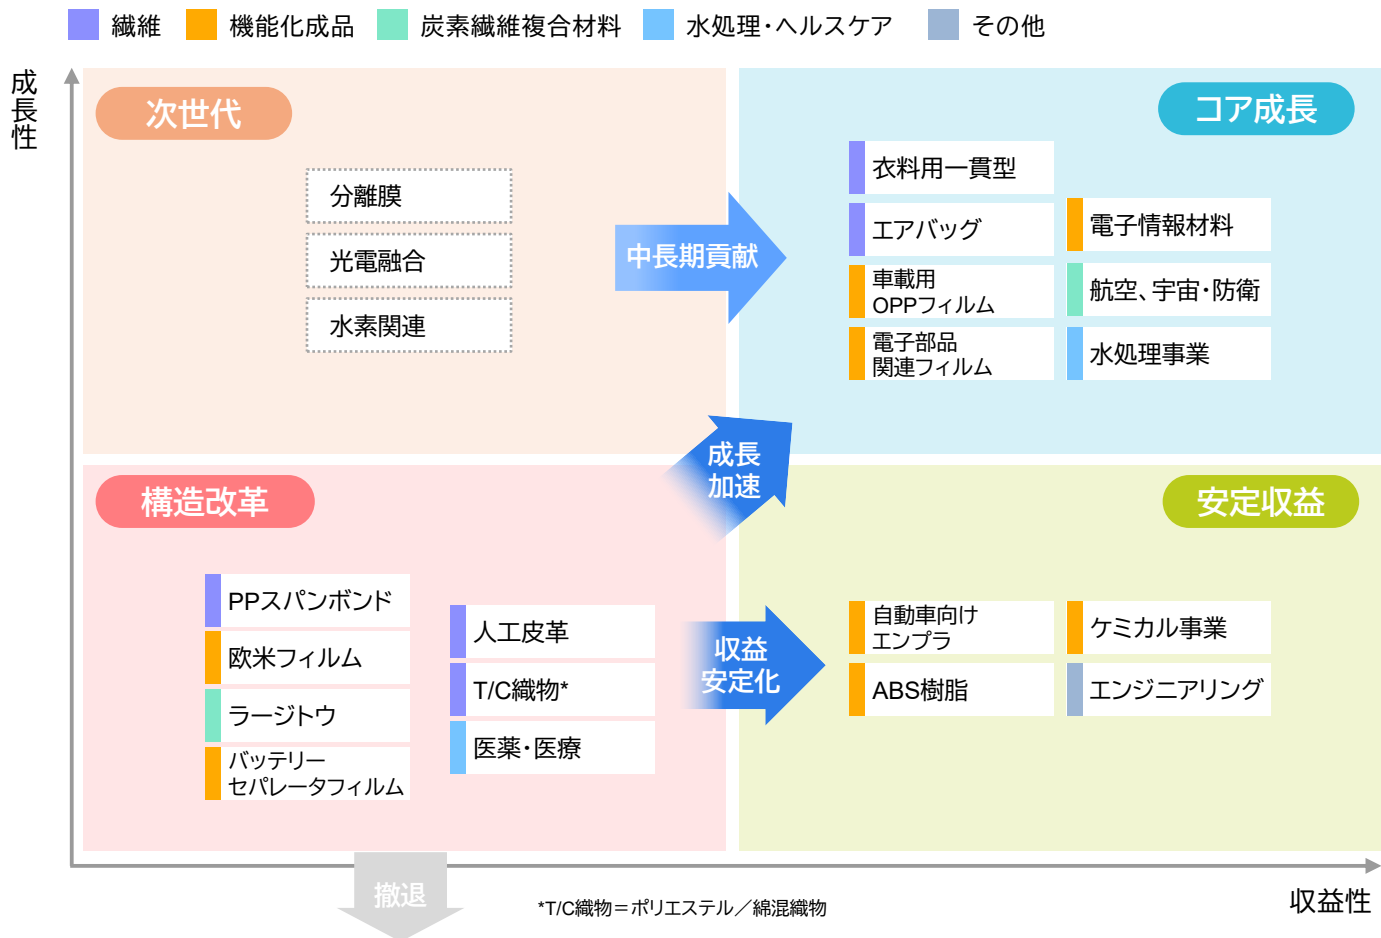 繊維
機能化成品
炭素繊維複合材料
水処理・ヘルスケア
その他
成長性
次世代
分離膜
光電融合
水素関連
中長期貢献
コア成長
衣料用一貫型
エアバッグ
車載用
OPPフィルム
電子部品
関連フィルム
電子情報材料
航空、宇宙・防衛
水処理事業
成長
加速
構造改革
PPスパンボンド
欧米フィルム
ラージトウ
バッテリー
セパレータフィルム
人工皮革
T/C織物*
医薬・医療
収益
安定化
安定収益
自動車向け
エンプラ
ABS樹脂
ケミカル事業
エンジニアリング
撤退
*T/C織物＝ポリエステル／綿混織物
収益性